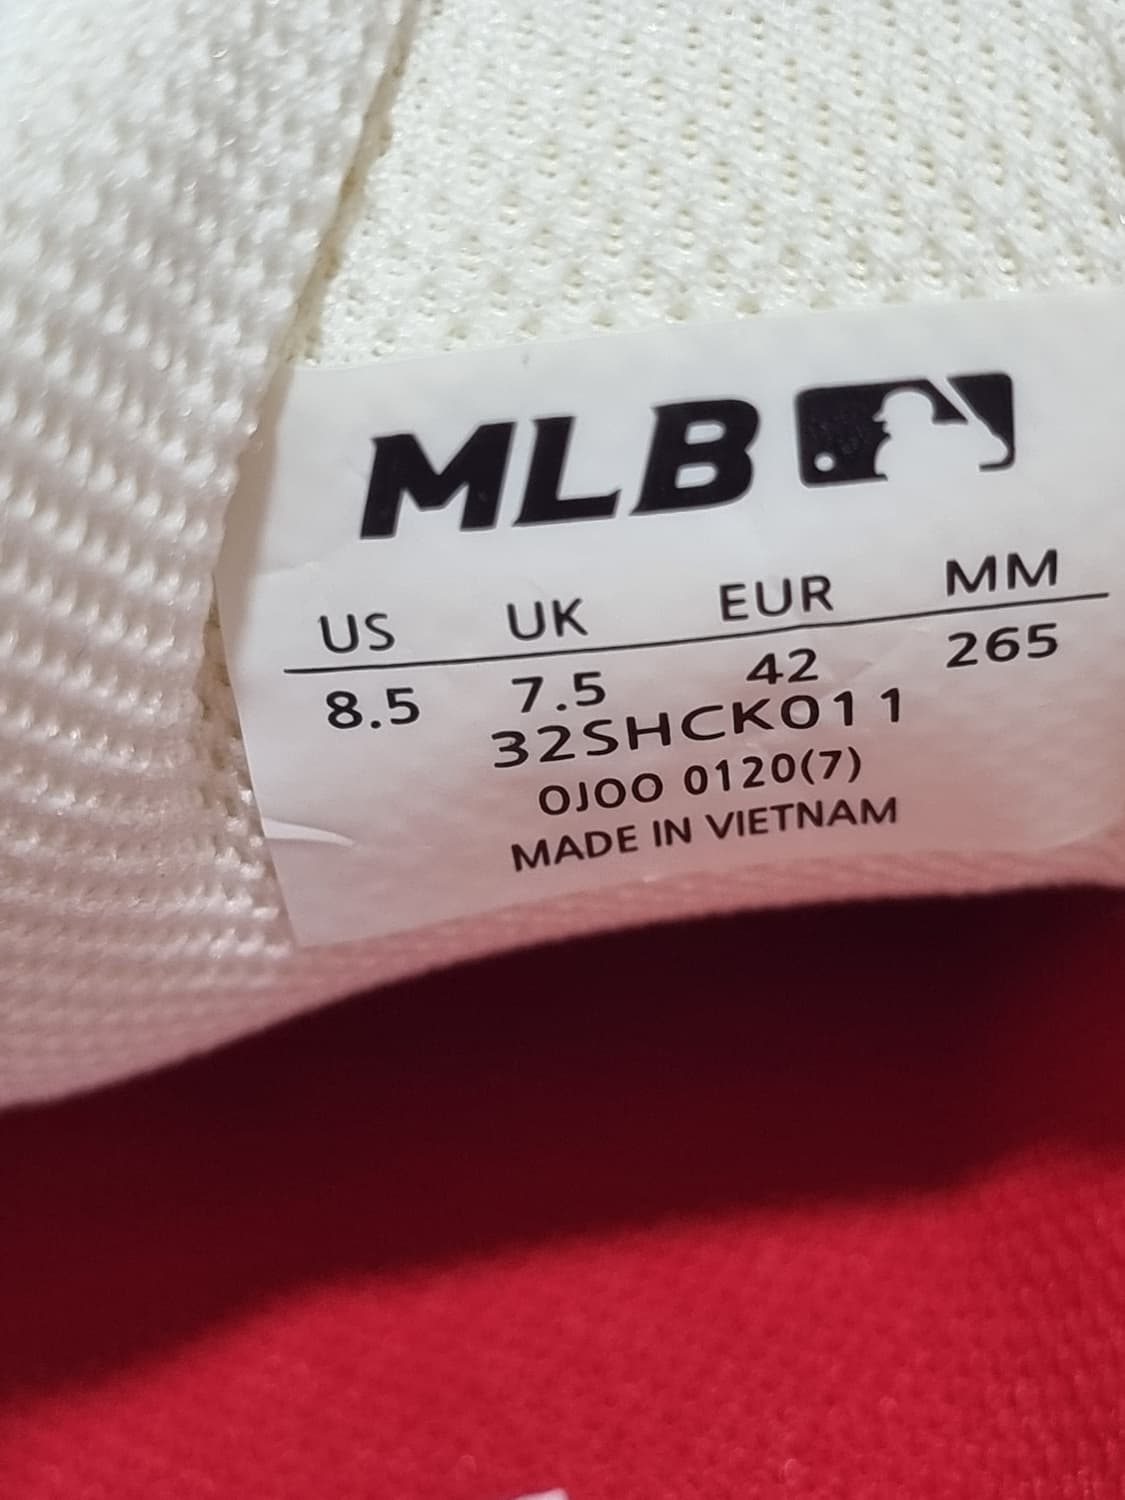 MLB
US UK EUR MM
8.5 7.5 42 265
32SHCK011
OJOO 0120(7)
MADE IN VIETNAM